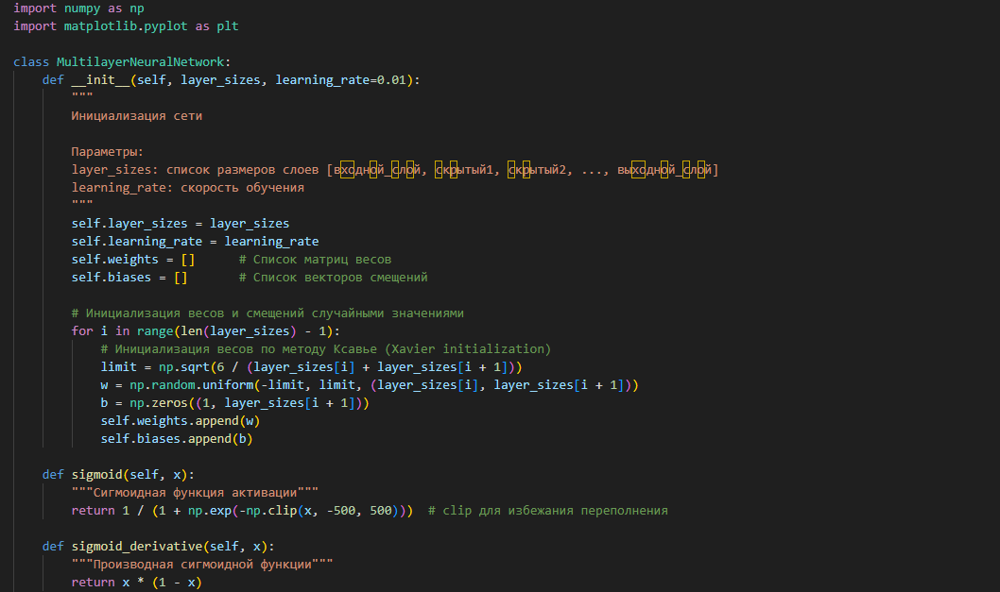 import numpy as np
import matplotlib.pyplot as plt
class MultilayerNeuralNetwork:
def __init__(self, layer_sizes, learning_rate=0.01):
"""
Инициализация сети
Параметры:
layer_sizes: список размеров слоев [входной_слой, скрытый1, скрытый2, ..., выходной_слой]
learning_rate: скорость обучения
"""
self.layer_sizes = layer_sizes
self.learning_rate = learning_rate
self.weights = []      # Список матриц весов
self.biases = []       # Список векторов смещений
# Инициализация весов и смещений случайными значениями
for i in range(len(layer_sizes) - 1):
# Инициализация весов по методу Ксавье (Xavier initialization)
limit = np.sqrt(6 / (layer_sizes[i] + layer_sizes[i + 1]))
w = np.random.uniform(-limit, limit, (layer_sizes[i], layer_sizes[i + 1]))
b = np.zeros((1, layer_sizes[i + 1]))
self.weights.append(w)
self.biases.append(b)
def sigmoid(self, x):
"""Сигмоидная функция активации"""
return 1 / (1 + np.exp(-np.clip(x, -500, 500)))  # clip для избежания переполнения
def sigmoid_derivative(self, x):
"""Производная сигмоидной функции"""
return x * (1 - x)